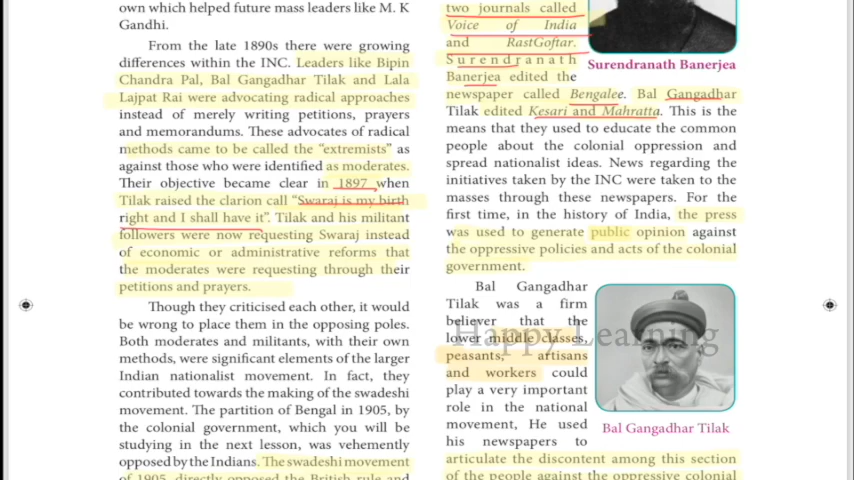 own which helped future mass leaders like M. K
Gandhi.
From the late 1890s there were growing
differences within the INC. Leaders like Bipin
Chandra Pal, Bal Gangadhar Tilak and Lala
Lajpat Rai were advocating radical approaches
instead of merely writing petitions, prayers
and memorandums. These advocates of radical
methods came to be called the “extremists” as
against those who were identified as moderates.
Their objective became clear in 1897 when
Tilak raised the clarion call “Swaraj is my birth
right and I shall have it”. Tilak and his militant
followers were now requesting Swaraj instead
of economic or administrative reforms that
the moderates were requesting through their
petitions and prayers.
Though they criticised each other, it would
be wrong to place them in the opposing poles.
Both moderates and militants, with their own
methods, were significant elements of the larger
Indian nationalist movement. In fact, they
contributed towards the making of the swadeshi
movement. The partition of Bengal in 1905, by
the colonial government, which you will be
studying in the next lesson, was vehemently
opposed by the Indians. The swadeshi movement
of 1905, directly opposed the British rule and
two journals called
Voice of India
and RastGoftar.
Surendranath
Banerjea edited the
newspaper called Bengalee. Bal Gangadhar
Tilak edited Kesari and Mahratta. This is the
means that they used to educate the common
people about the colonial oppression and
spread nationalist ideas. News regarding the
initiatives taken by the INC were taken to the
masses through these newspapers. For the
first time, in the history of India, the press
was used to generate public opinion against
the oppressive policies and acts of the colonial
government.
Bal Gangadhar
Tilak was a firm
believer that the
lower middle classes,
peasants, artisans
and workers could
play a very important
role in the national
movement, He used
his newspapers to
articulate the discontent among this section
of the people against the oppressive colonial
Surendranath Banerjea
Bal Gangadhar Tilak
Happy Learning